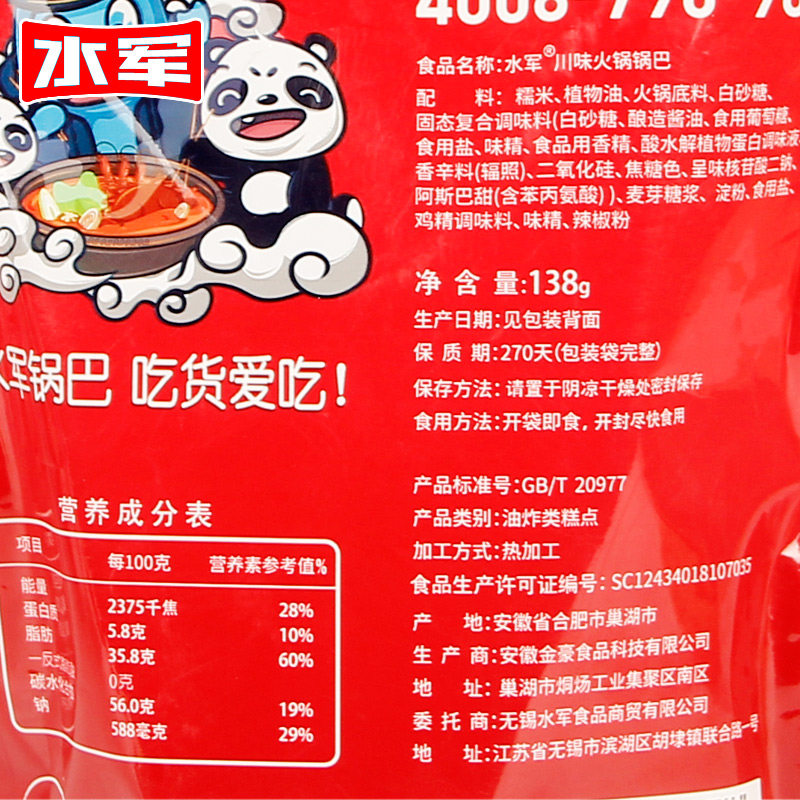 水军
食品名称:水军®川味火锅锅巴
配 料: 糯米、植物油、火锅底料、白砂糖、
固态复合调味料(白砂糖、酿造酱油、食用葡萄糖、
食用盐、味精、食品用香精、酸水解植物蛋白调味液
香辛料(辐照)、二氧化硅、焦糖色、呈味核苷酸二钠、
阿斯巴甜(含苯丙氨酸) )、麦芽糖浆、淀粉、食用盐、
鸡精调味料、味精、辣椒粉
净 含 量:138g
生产日期:见包装背面
保 质 期:270天(包装袋完整)
保存方法: 请置于阴凉干燥处密封保存
食用方法: 开袋即食，开封尽快食用
军锅巴 吃货爱吃！
产品标准号:GB/T 20977
产品类别:油炸类糕点
加工方式:热加工
食品生产许可证编号: SC12434018107035
产 地:安徽省合肥市巢湖市
生 产 商:安徽金豪食品科技有限公司
地 址: 巢湖市烔炀工业集聚区南区
委 托 商:无锡水军食品商贸有限公司
地 址:江苏省无锡市滨湖区胡埭镇联合路一号
营养成分表
项目 每100克 营养素参考值%
能量 2375千焦 28%
蛋白质 5.8克 10%
脂肪 35.8克 60%
一反式 0克
碳水化合 56.0克 19%
钠 588毫克 29%